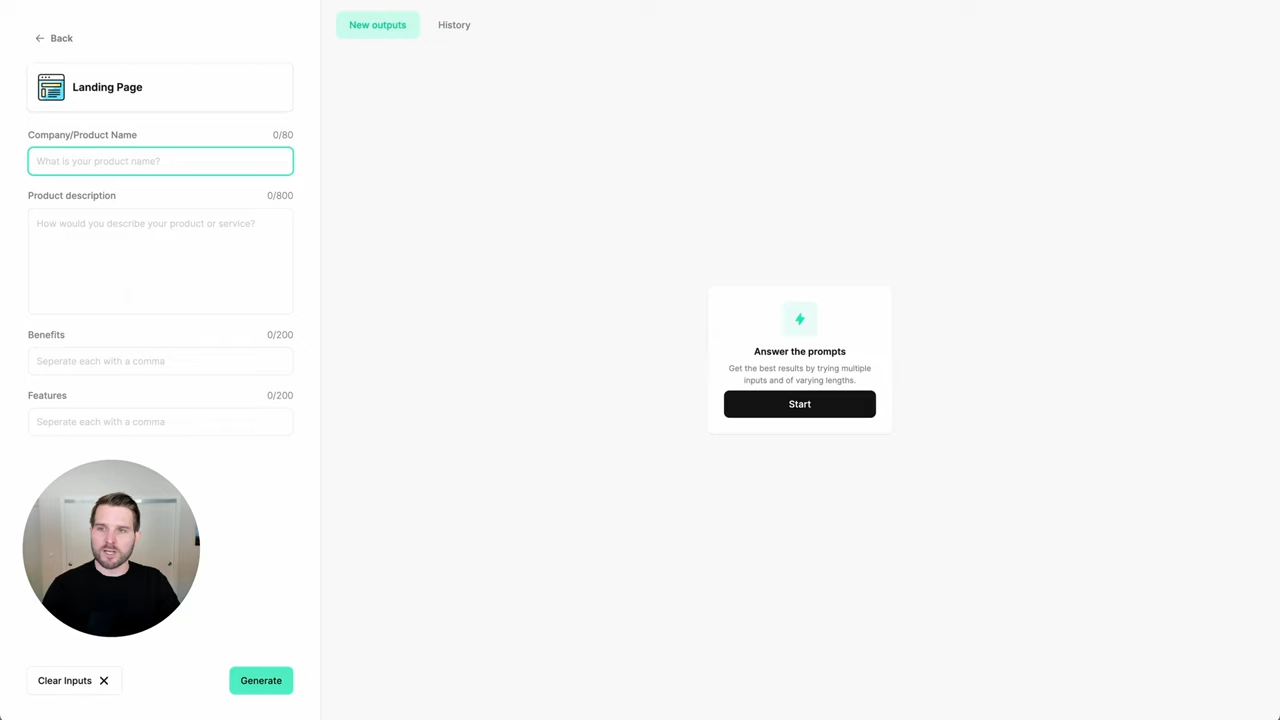 Back
Landing Page
Company/Product Name 0/80
What is your product name?
Product description 0/800
How would you describe your product or service?
Benefits 0/200
Seperate each with a comma
Features 0/200
Seperate each with a comma
Clear Inputs
Generate
New outputs
History
Answer the prompts
Get the best results by trying multiple
inputs and of varying lengths.
Start